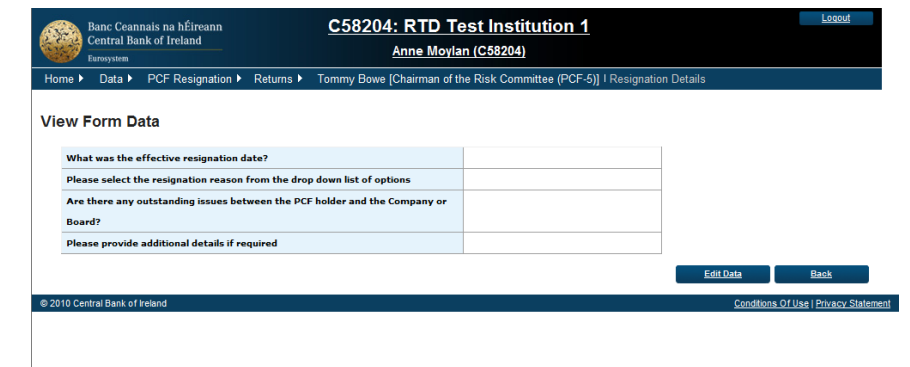 Banc Ceannais na hÉireann
Central Bank of Ireland
Eurosystem
C58204: RTD Test Institution 1
Anne Moylan (C58204)
Logout
Home Data PCF Resignation Returns Tommy Bowe [Chairman of the Risk Committee (PCF-5)] | Resignation Details
View Form Data
What was the effective resignation date?
Please select the resignation reason from the drop down list of options
Are there any outstanding issues between the PCF holder and the Company or
Board?
Please provide additional details if required
Edit Data Back
© 2010 Central Bank of Ireland Conditions Of Use | Privacy Statement